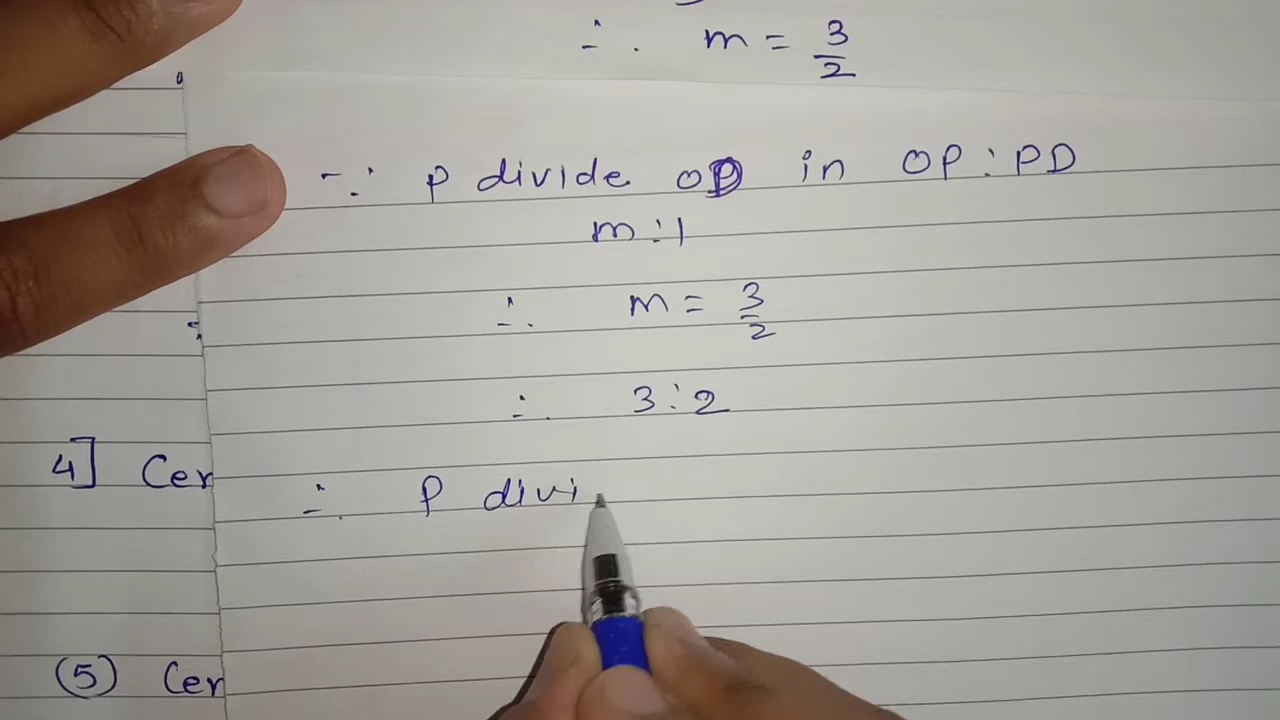 ∴ m = 3/2
∵ P divide OD in OP : PD
m : 1
∴ m = 3/2
∴ 3 : 2
4] Cer
∴ P divi
(5) Cer